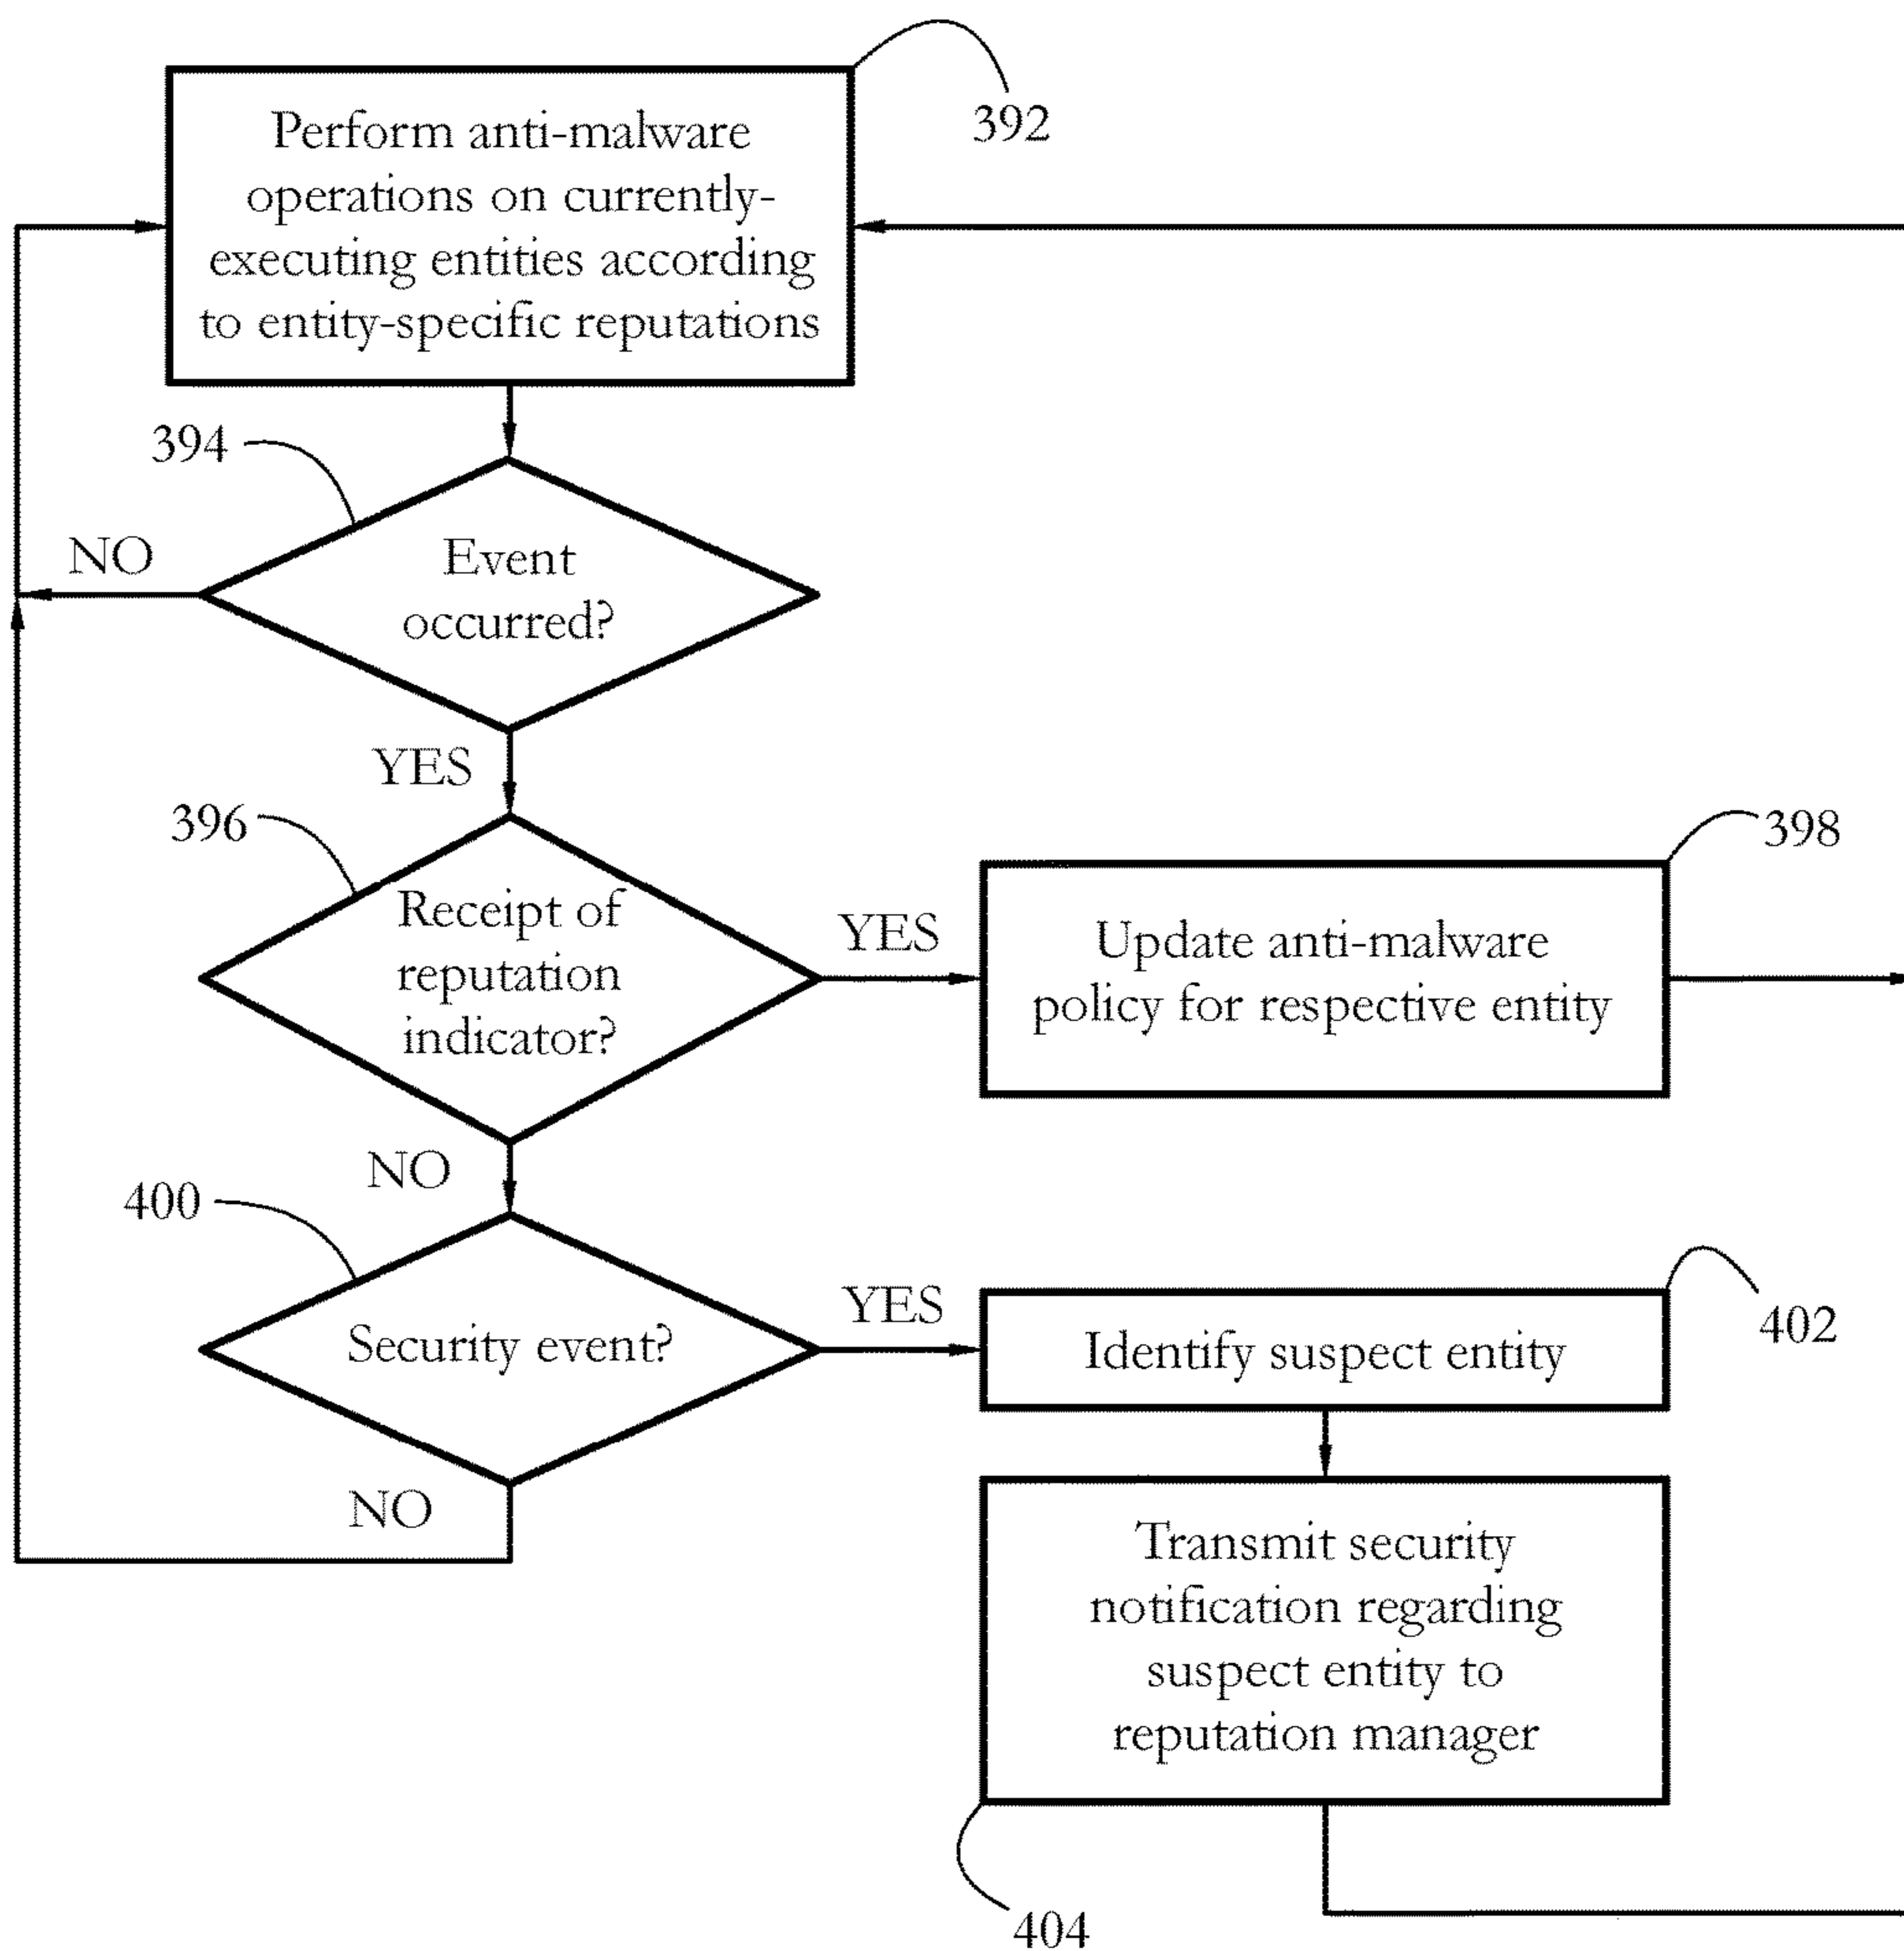 392
Perform anti-malware
operations on currently-
executing entities according
to entity-specific reputations
394
NO
Event
occurred?
YES
396
Receipt of
reputation
indicator?
YES
398
Update anti-malware
policy for respective entity
NO
400
Security event?
YES
402
Identify suspect entity
NO
Transmit security
notification regarding
suspect entity to
reputation manager
404